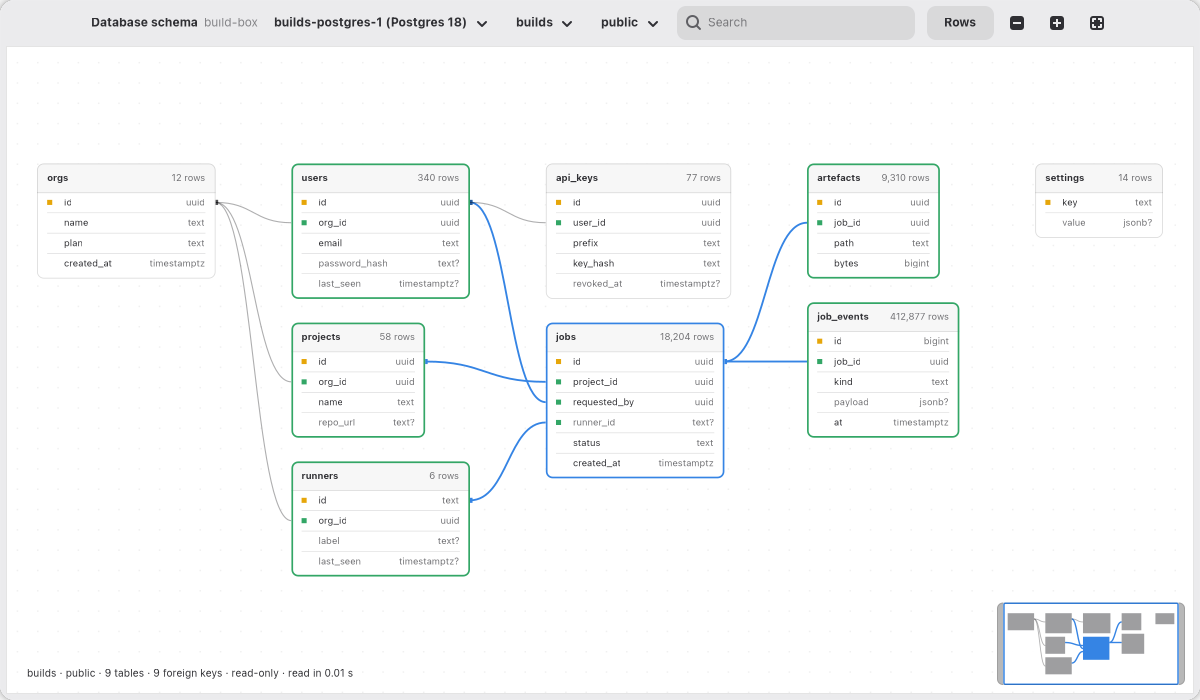 Database schema build-box builds-postgres-1 (Postgres 18) builds public Search Rows
orgs 12 rows
id uuid
name text
plan text
created_at timestamptz
users 340 rows
id uuid
org_id uuid
email text
password_hash text?
last_seen timestamptz?
api_keys 77 rows
id uuid
user_id uuid
prefix text
key_hash text
revoked_at timestamptz?
artefacts 9,310 rows
id uuid
job_id uuid
path text
bytes bigint
settings 14 rows
key text
value jsonb?
projects 58 rows
id uuid
org_id uuid
name text
repo_url text?
jobs 18,204 rows
id uuid
project_id uuid
requested_by uuid
runner_id text?
status text
created_at timestamptz
job_events 412,877 rows
id bigint
job_id uuid
kind text
payload jsonb?
at timestamptz
runners 6 rows
id text
org_id uuid
label text?
last_seen timestamptz?
builds · public · 9 tables · 9 foreign keys · read-only · read in 0.01 s